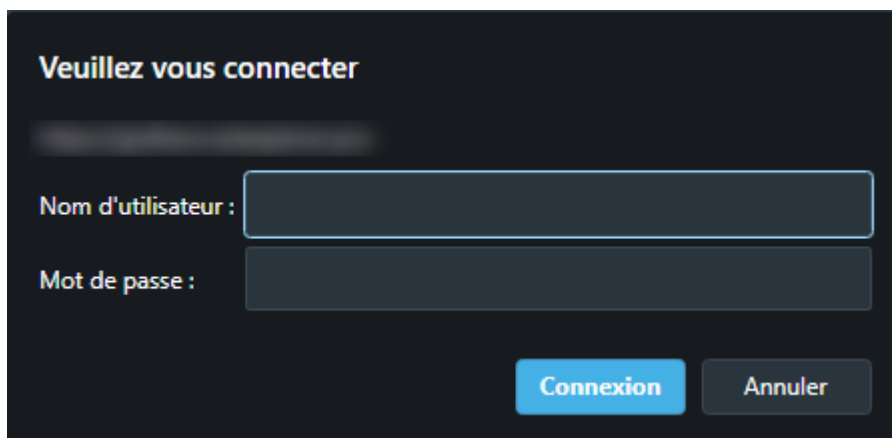 Veuillez vous connecter
Nom d'utilisateur :
Mot de passe :
Connexion Annuler